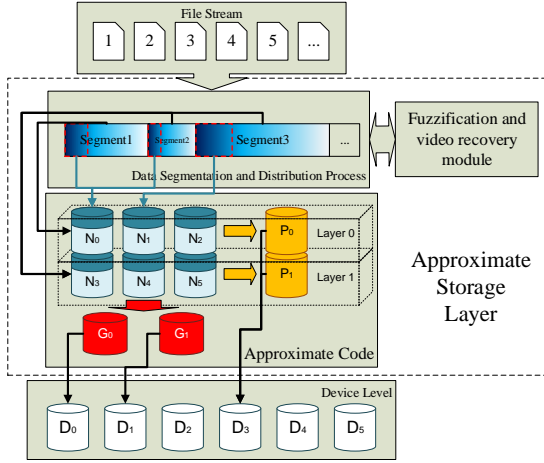 File Stream
1 2 3 4 5 ...
Segment1 Segment2 Segment3 ...
Data Segmentation and Distribution Process
Fuzzification and
video recovery
module
N0 N1 N2 P0
Layer 0
N3 N4 N5 P1
Layer 1
G0 G1
Approximate Code
Approximate
Storage
Layer
Device Level
D0 D1 D2 D3 D4 D5